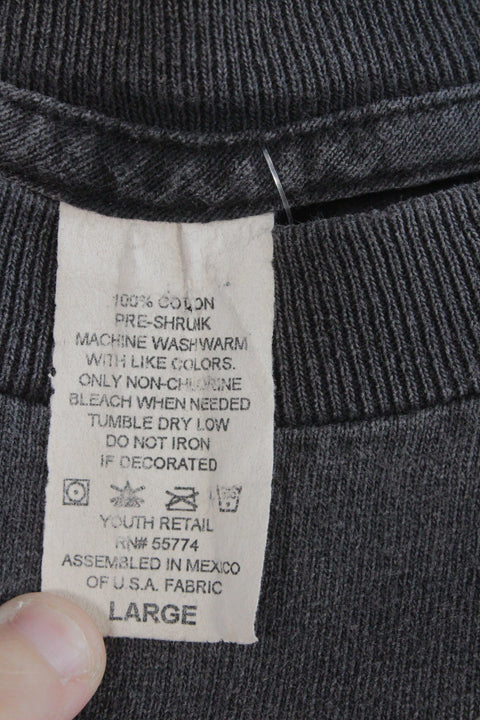 100% COTON
PRE-SHRUIK
MACHINE WASHWARM
WITH LIKE COLORS.
ONLY NON-CHLORINE
BLEACH WHEN NEEDED
TUMBLE DRY LOW
DO NOT IRON
IF DECORATED
YOUTH RETAIL
RN# 55774
ASSEMBLED IN MEXICO
OF U.S.A. FABRIC
LARGE